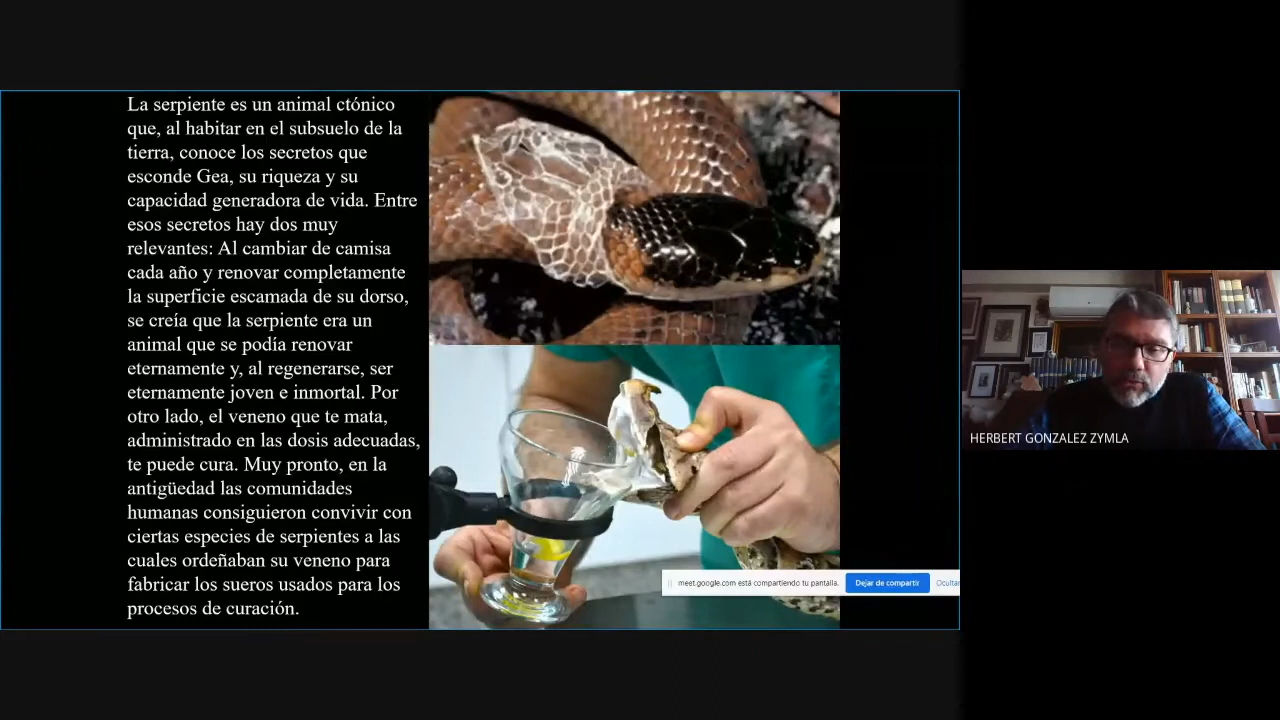 La serpiente es un animal ctónico
que, al habitar en el subsuelo de la
tierra, conoce los secretos que
esconde Gea, su riqueza y su
capacidad generadora de vida. Entre
esos secretos hay dos muy
relevantes: Al cambiar de camisa
cada año y renovar completamente
la superficie escamada de su dorso,
se creía que la serpiente era un
animal que se podía renovar
eternamente y, al regenerarse, ser
eternamente joven e inmortal. Por
otro lado, el veneno que te mata,
administrado en las dosis adecuadas,
te puede cura. Muy pronto, en la
antigüedad las comunidades
humanas consiguieron convivir con
ciertas especies de serpientes a las
cuales ordeñaban su veneno para
fabricar los sueros usados para los
procesos de curación.
meet.google.com está compartiendo tu pantalla.
Dejar de compartir
Ocultar
HERBERT GONZALEZ ZYMLA